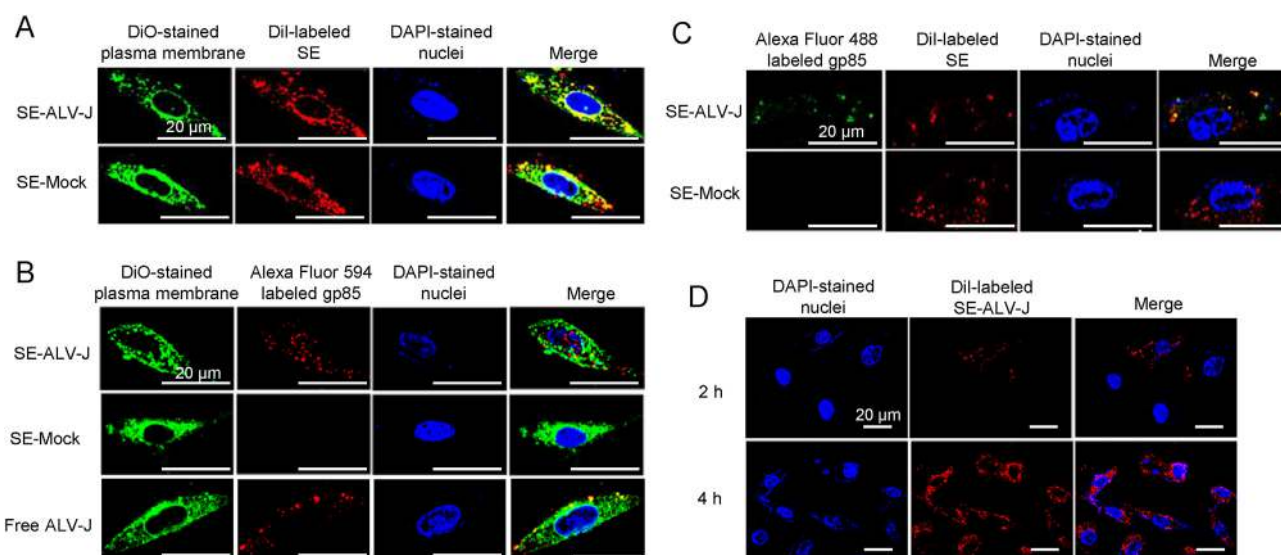 A
DiO-stained DiI-labeled DAPI-stained
plasma membrane SE nuclei Merge
SE-ALV-J
20 μm
SE-Mock
B
DiO-stained Alexa Fluor 594 DAPI-stained
plasma membrane labeled gp85 nuclei Merge
SE-ALV-J
20 μm
SE-Mock
Free ALV-J
C
Alexa Fluor 488 DiI-labeled DAPI-stained
labeled gp85 SE nuclei Merge
SE-ALV-J
20 μm
SE-Mock
D
DAPI-stained DiI-labeled
nuclei SE-ALV-J Merge
2 h
20 μm
4 h